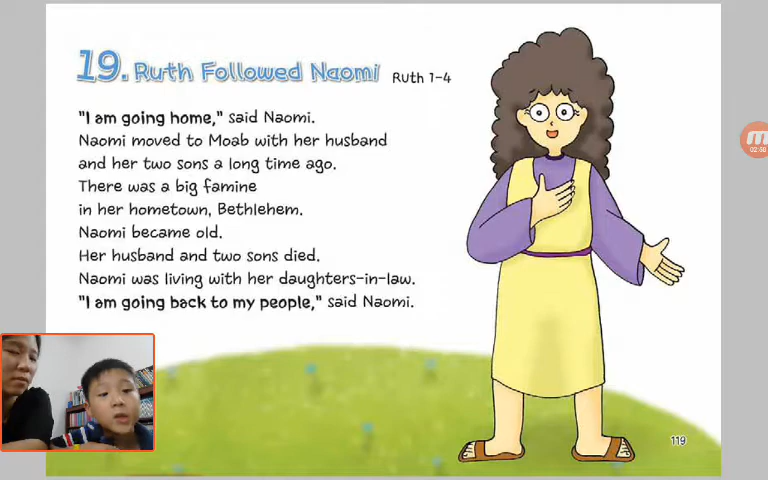 19. Ruth Followed Naomi Ruth 1-4
"I am going home," said Naomi.
Naomi moved to Moab with her husband
and her two sons a long time ago.
There was a big famine
in her hometown, Bethlehem.
Naomi became old.
Her husband and two sons died.
Naomi was living with her daughters-in-law.
"I am going back to my people," said Naomi.
119
02:50